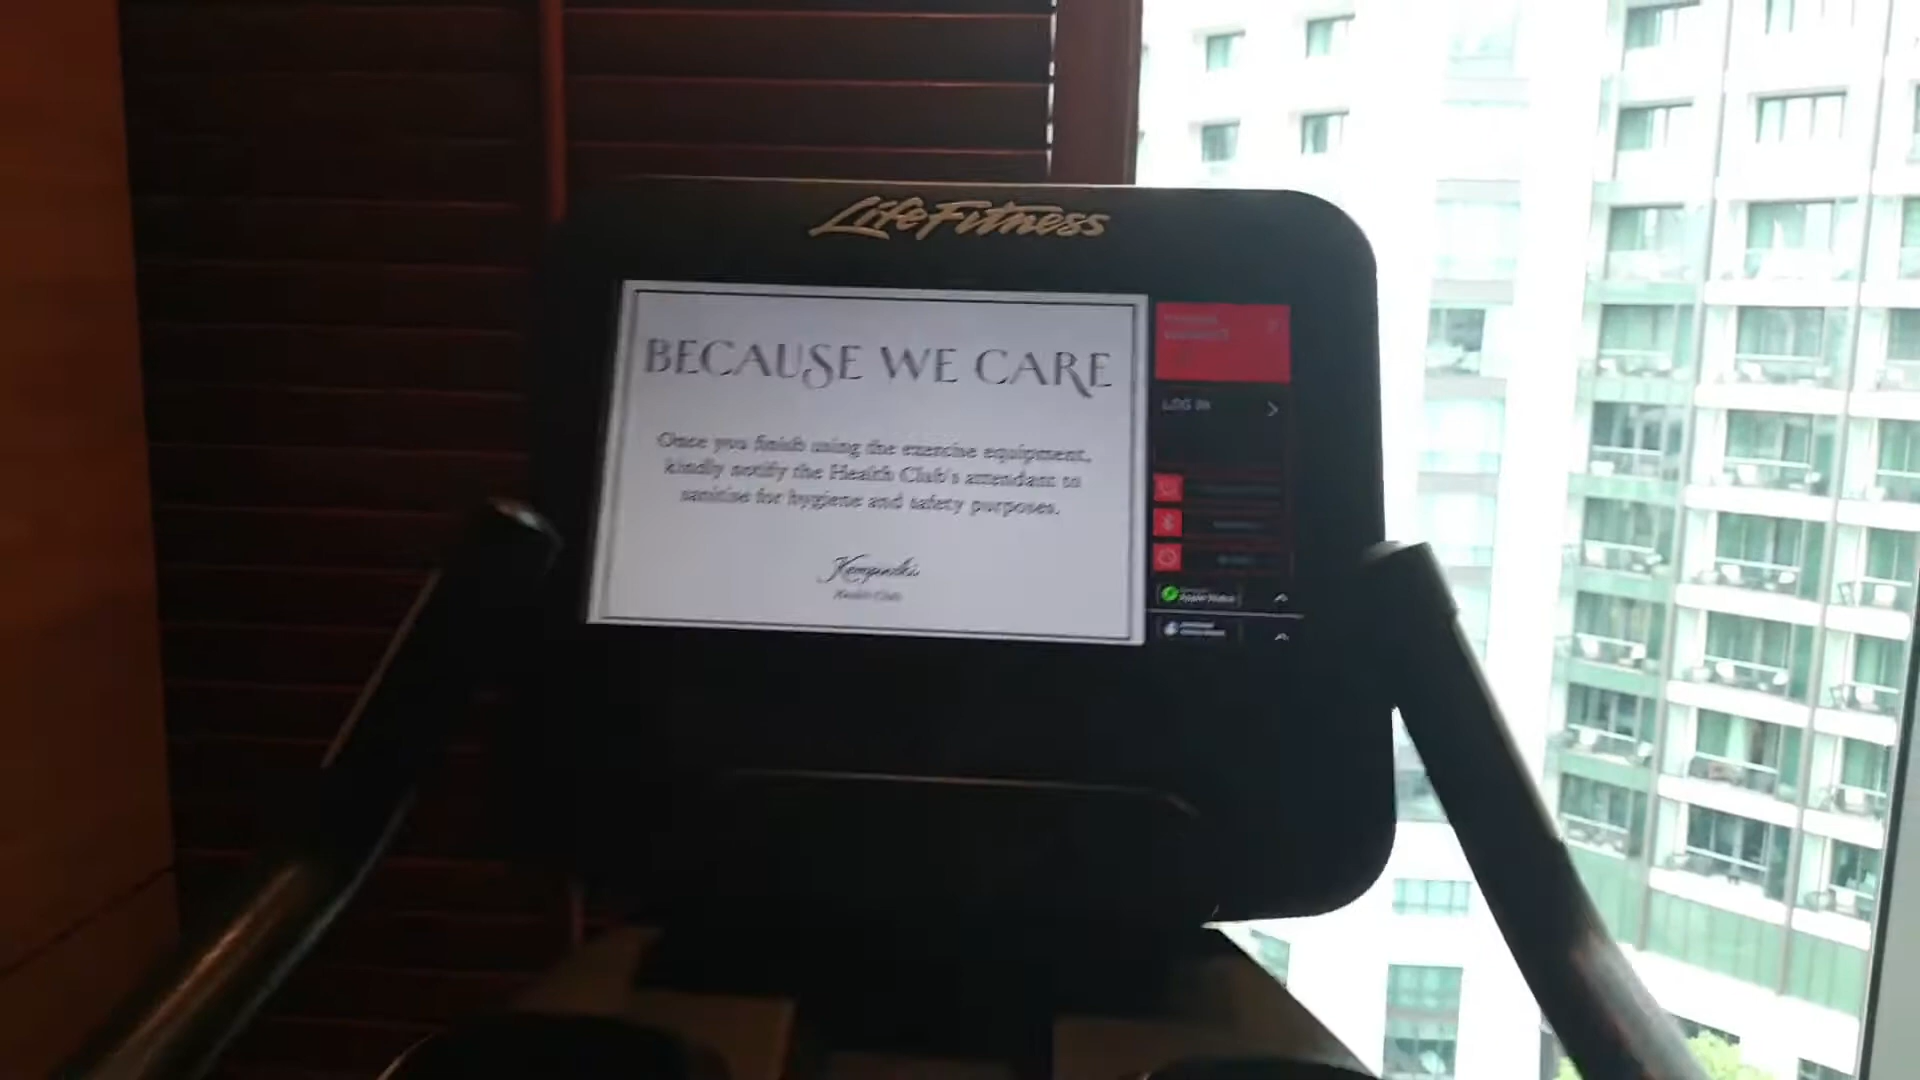 LifeFitness
BECAUSE WE CARE
Once you finish using the exercise equipment,
kindly notify the Health Club's attendant to
sanitise for hygiene and safety purposes.
Kempinski
Health Club
LOG IN